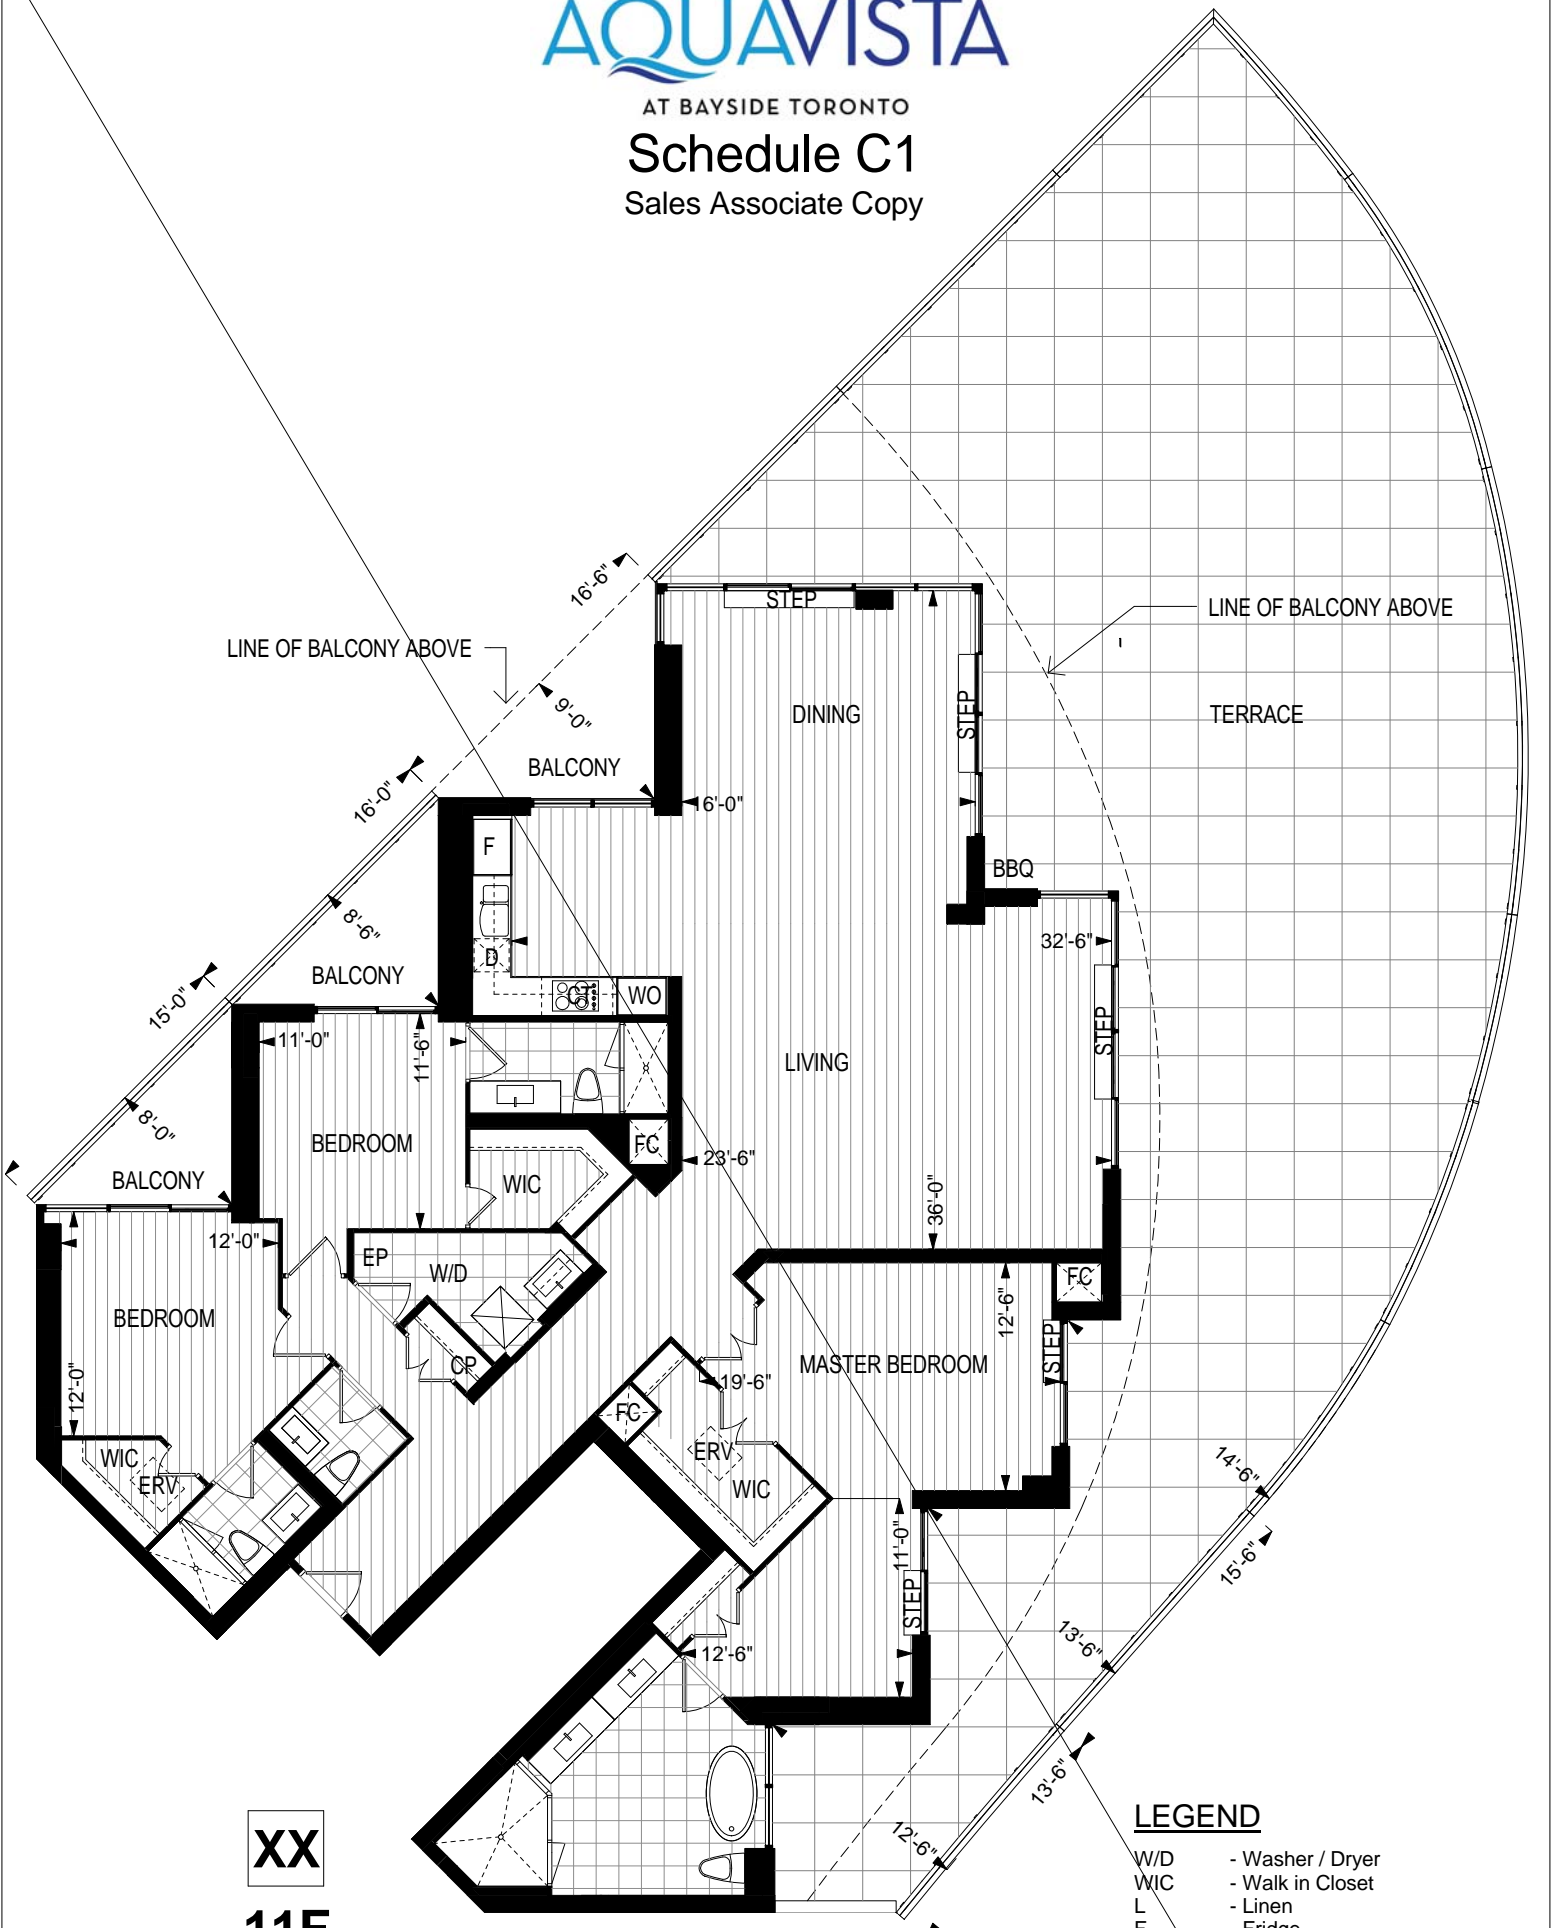 AQUAVISTA
AT BAYSIDE TORONTO
Schedule C1
Sales Associate Copy
16'-6"
STEP
LINE OF BALCONY ABOVE
LINE OF BALCONY ABOVE
9'-0"
DINING
STEP
TERRACE
BALCONY
16'-0"
16'-0"
F
BBQ
8'-6"
32'-6"
D
BALCONY
15'-0"
CT
WO
STEP
11'-0"
11'-6"
LIVING
8'-0"
BEDROOM
FC
23'-6"
BALCONY
WIC
36'-0"
12'-0"
EP
W/D
FC
BEDROOM
12'-6"
STEP
CP
MASTER BEDROOM
12'-0"
19'-6"
FC
WIC
ERV
ERV
WIC
14'-6"
11'-0"
15'-6"
STEP
12'-6"
13'-6"
13'-6"
12'-6"
XX
LEGEND
W/D - Washer / Dryer
WIC - Walk in Closet
L - Linen
F - Fridge